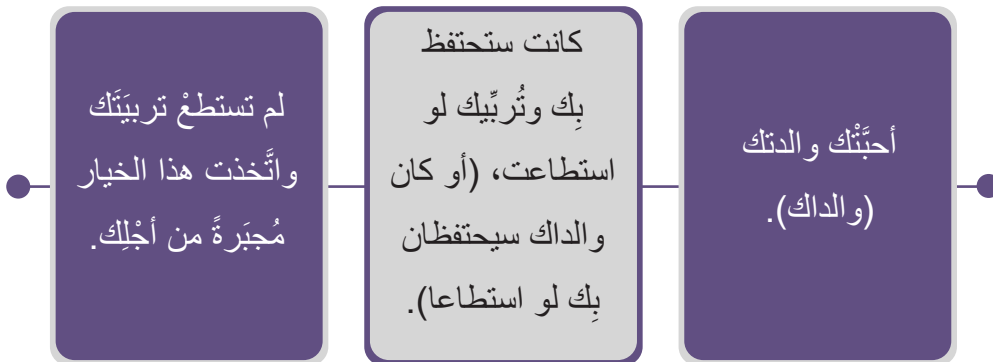 أحبَّتْك والدتك
(والداك).
كانت ستحتفظ
بِك وتُربِّيك لو
استطاعت، (أو كان
والداك سيحتفظان
بِك لو استطاعا).
لم تستطعْ تربيَتَك
واتَّخذت هذا الخيار
مُجبَرةً من أجْلِك.